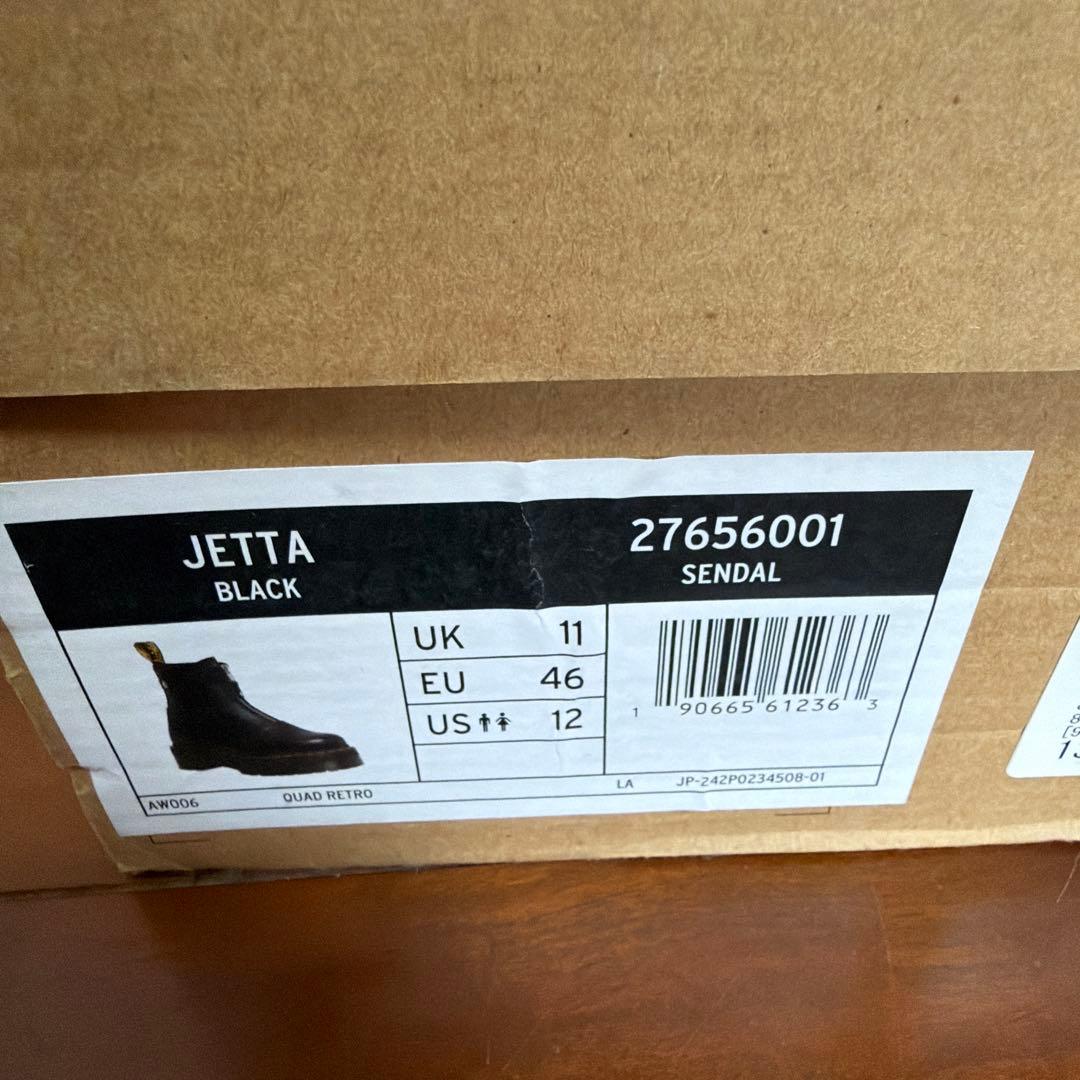 JETTA
BLACK
27656001
SENDAL
UK 11
EU 46
US 12
1 90665 61236 3
AW006 QUAD RETRO
LA JP-242P0234508-01